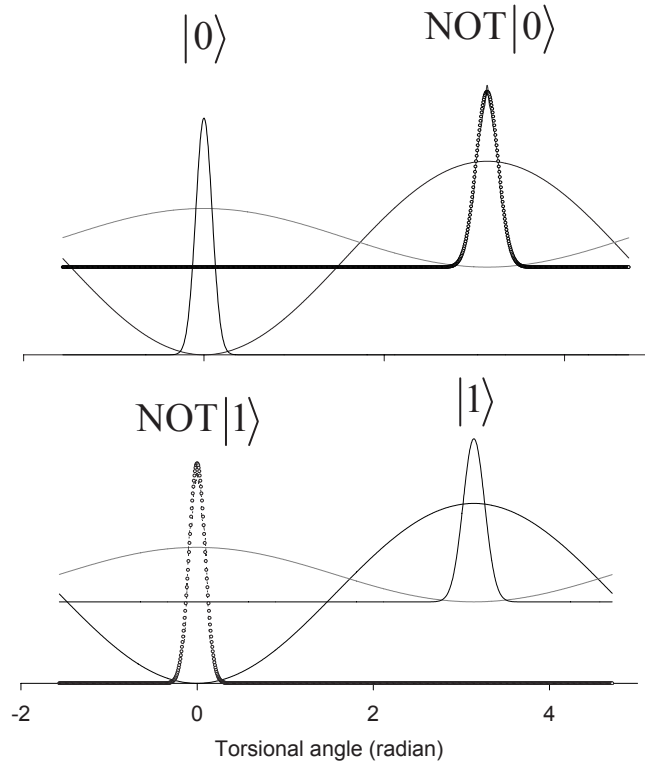 |0⟩ NOT|0⟩
NOT|1⟩ |1⟩
-2 0 2 4
Torsional angle (radian)